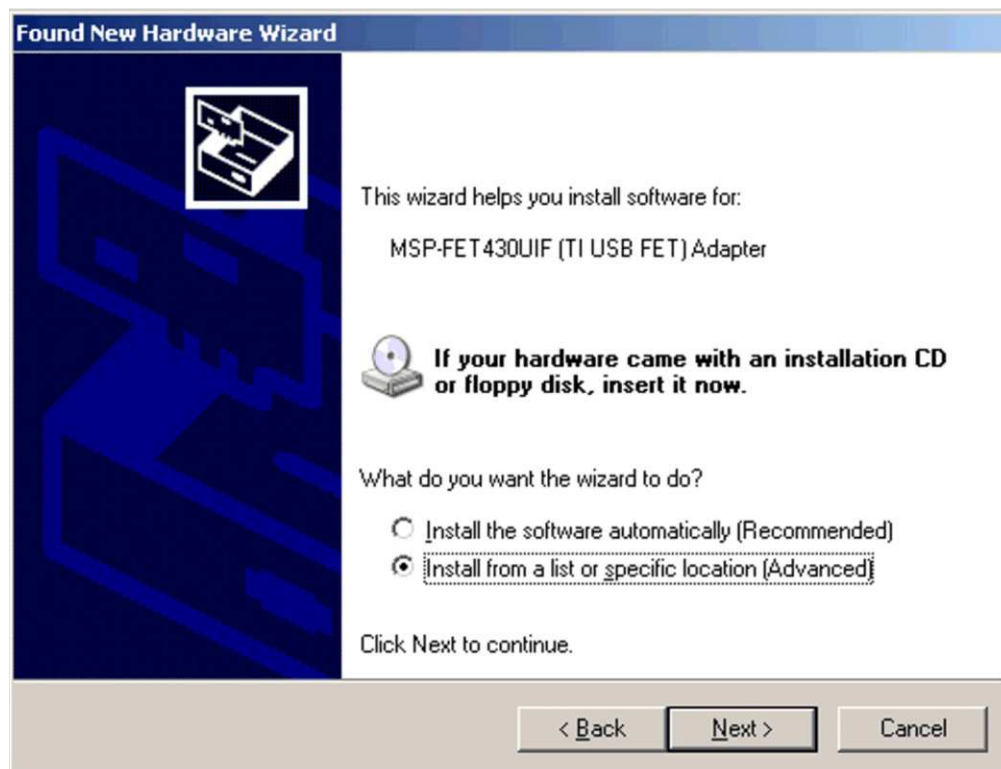 Found New Hardware Wizard
This wizard helps you install software for:
MSP-FET430UIF (TI USB FET) Adapter
If your hardware came with an installation CD
or floppy disk, insert it now.
What do you want the wizard to do?
Install the software automatically (Recommended)
Install from a list or specific location (Advanced)
Click Next to continue.
< Back
Next >
Cancel